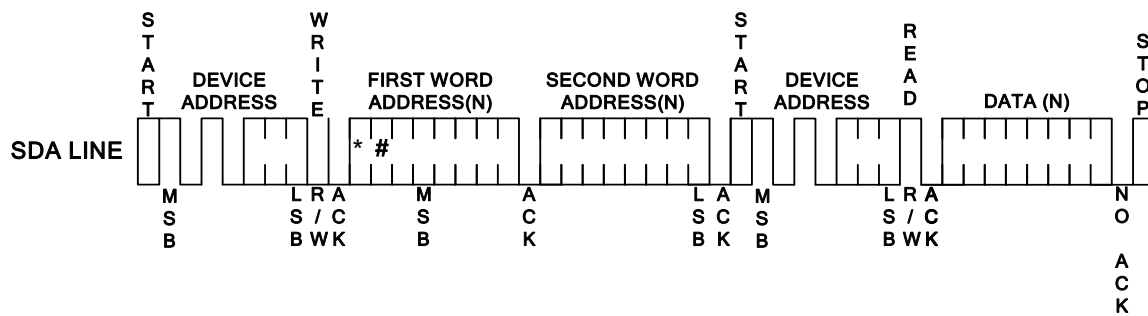 START
WRITE
START
READ
STOP
DEVICE
ADDRESS
FIRST WORD
ADDRESS(N)
SECOND WORD
ADDRESS(N)
DEVICE
ADDRESS
DATA (N)
SDA LINE
* #
MSB
LSB
R/W
ACK
MSB
ACK
LSB
ACK
MSB
LSB
R/W
ACK
NO ACK